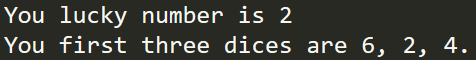 You lucky number is 2
You first three dices are 6, 2, 4.